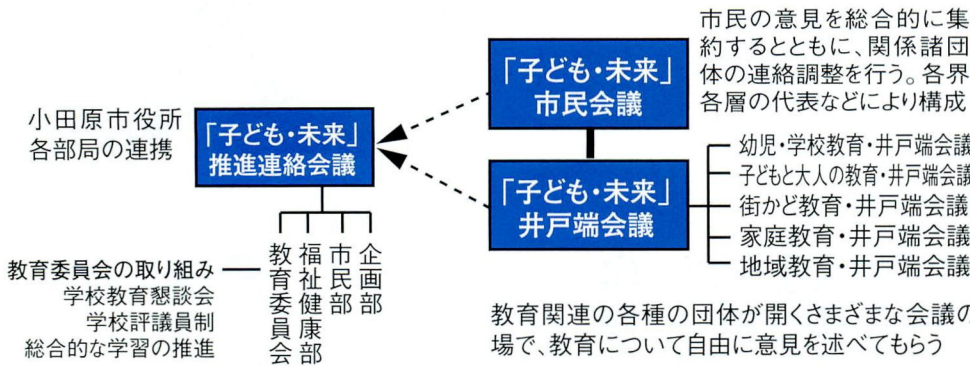 小田原市役所
各部局の連携
「子ども・未来」
推進連絡会議
企画部
市民部
福祉健康部
教育委員会
教育委員会の取り組み
学校教育懇談会
学校評議員制
総合的な学習の推進
「子ども・未来」
市民会議
市民の意見を総合的に集
約するとともに、関係諸団
体の連絡調整を行う。各界
各層の代表などにより構成
「子ども・未来」
井戸端会議
幼児・学校教育・井戸端会議
子どもと大人の教育・井戸端会議
街かど教育・井戸端会議
家庭教育・井戸端会議
地域教育・井戸端会議
教育関連の各種の団体が開くさまざまな会議の
場で、教育について自由に意見を述べてもらう